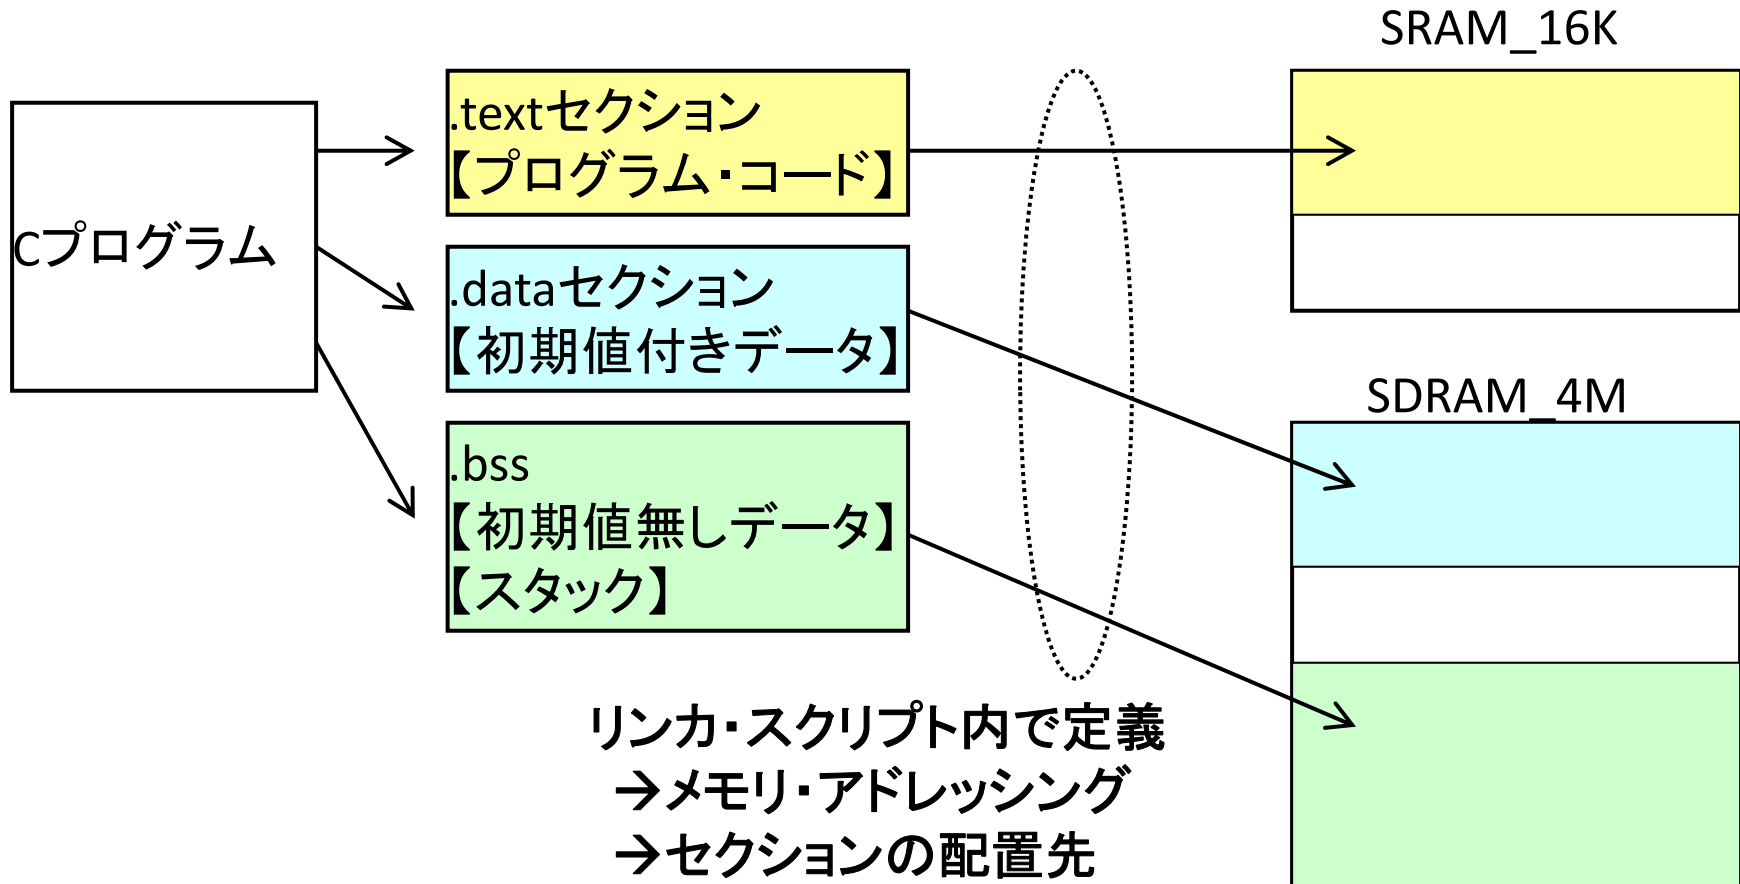 SRAM_16K
Cプログラム
.textセクション
【プログラム・コード】
.dataセクション
【初期値付きデータ】
SDRAM_4M
.bss
【初期値無しデータ】
【スタック】
リンカ・スクリプト内で定義
→メモリ・アドレッシング
→セクションの配置先